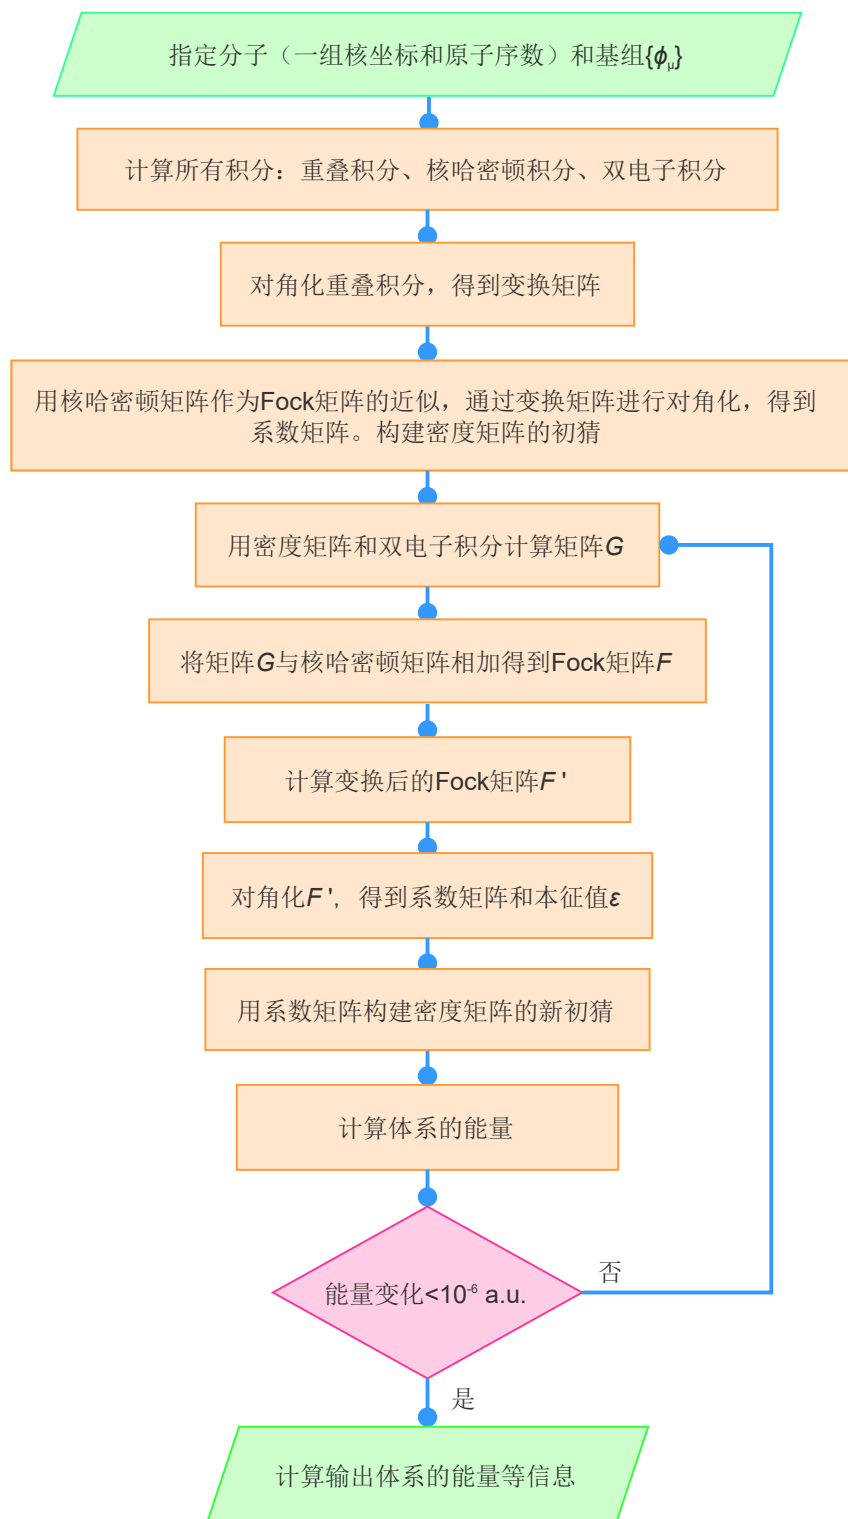 指定分子（一组核坐标和原子序数）和基组{ϕμ}
计算所有积分：重叠积分、核哈密顿积分、双电子积分
对角化重叠积分，得到变换矩阵
用核哈密顿矩阵作为Fock矩阵的近似，通过变换矩阵进行对角化，得到
系数矩阵。构建密度矩阵的初猜
用密度矩阵和双电子积分计算矩阵G
将矩阵G与核哈密顿矩阵相加得到Fock矩阵F
计算变换后的Fock矩阵F '
对角化F '，得到系数矩阵和本征值ε
用系数矩阵构建密度矩阵的新初猜
计算体系的能量
否
能量变化<10⁻⁶ a.u.
是
计算输出体系的能量等信息